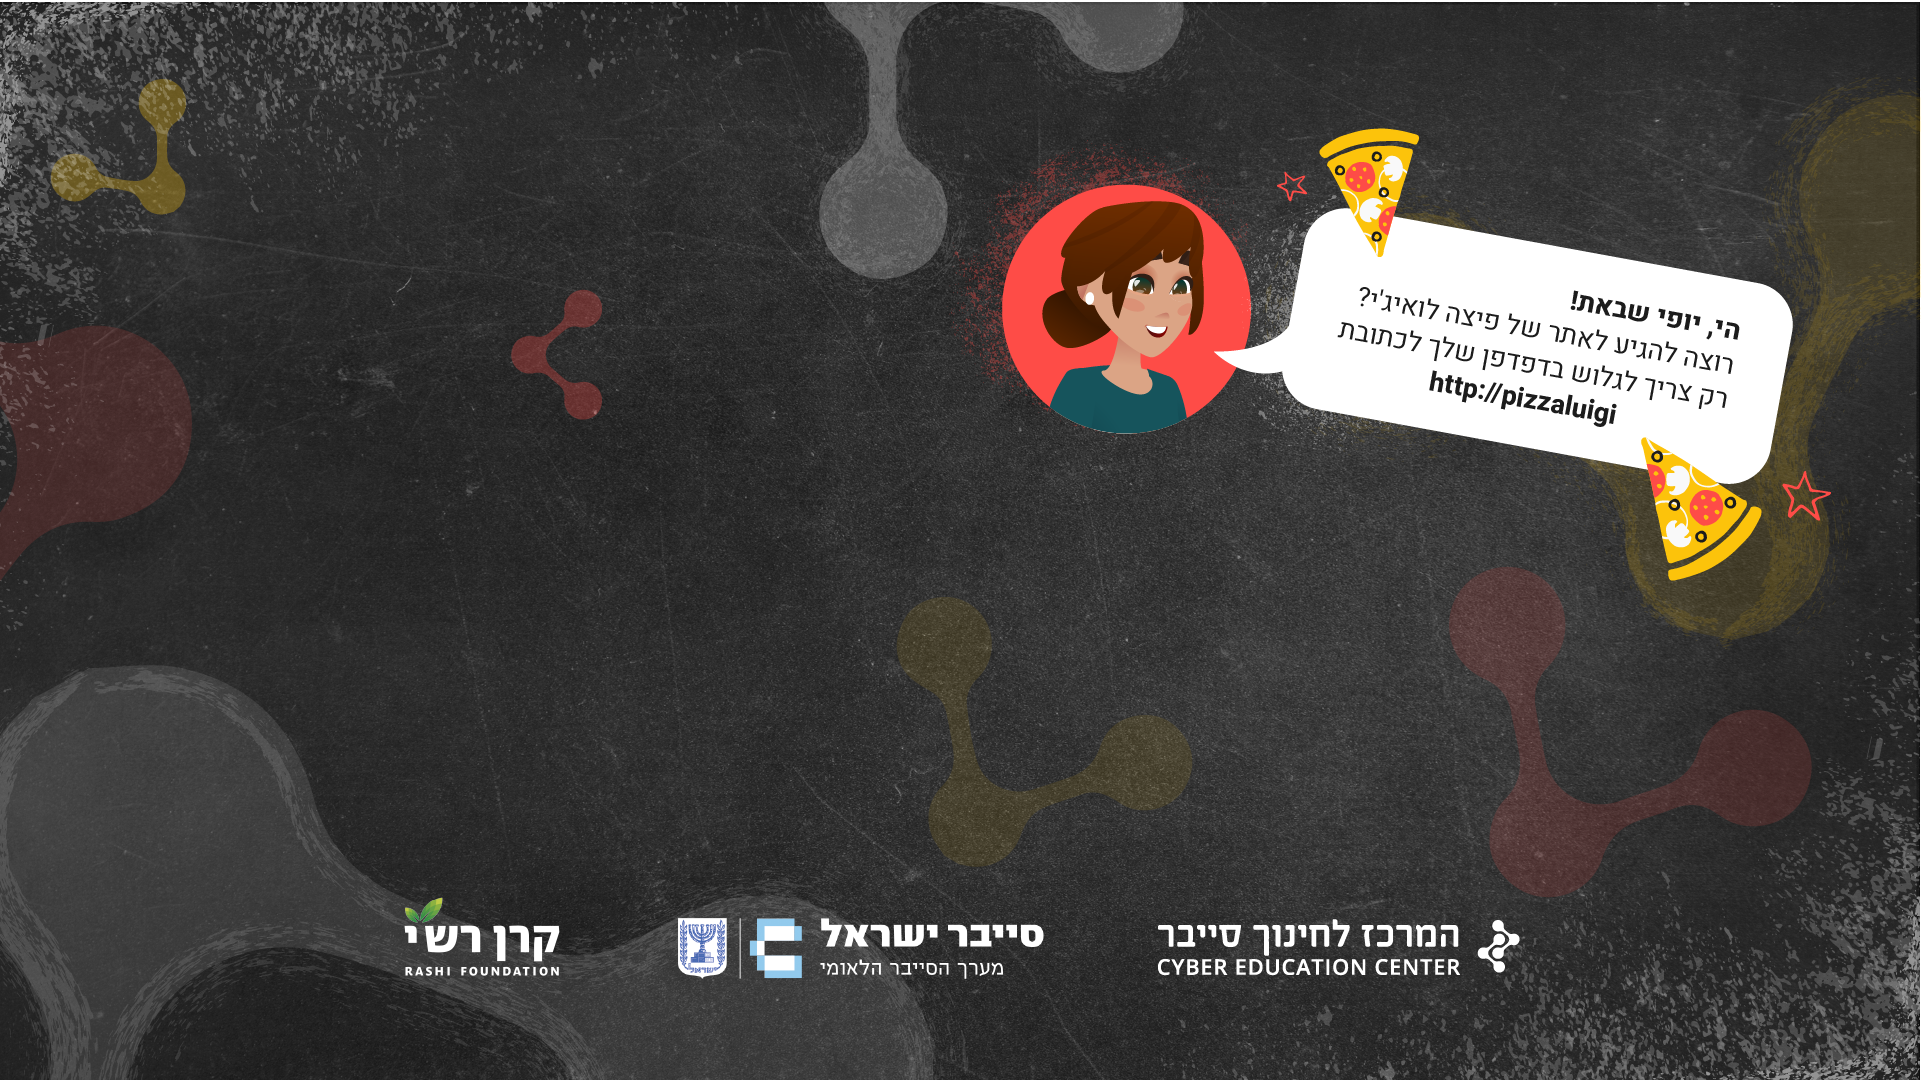 הי, יופי שבאת!
רוצה להגיע לאתר של פיצה לואיג'י?
רק צריך לגלוש בדפדפן שלך לכתובת
http://pizzaluigi
המרכז לחינוך סייבר
CYBER EDUCATION CENTER
סייבר ישראל
מערך הסייבר הלאומי
קרן רש"י
RASHI FOUNDATION